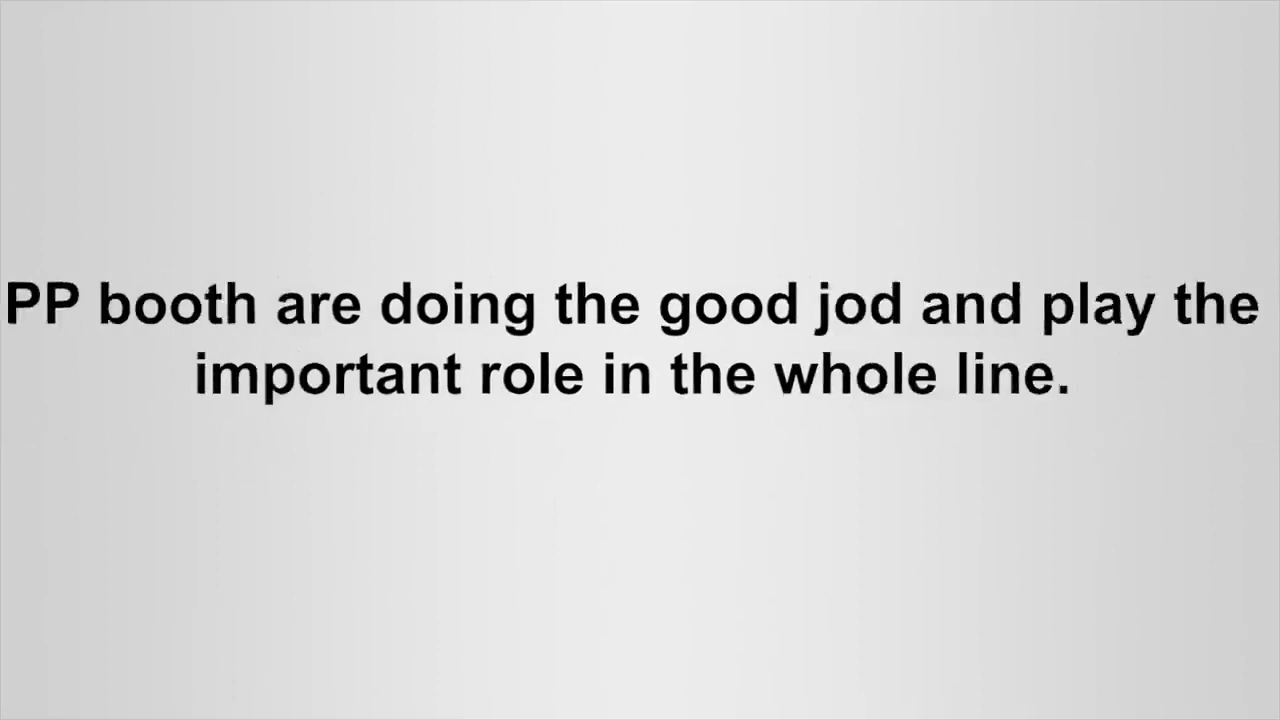 PP booth are doing the good jod and play the
important role in the whole line.